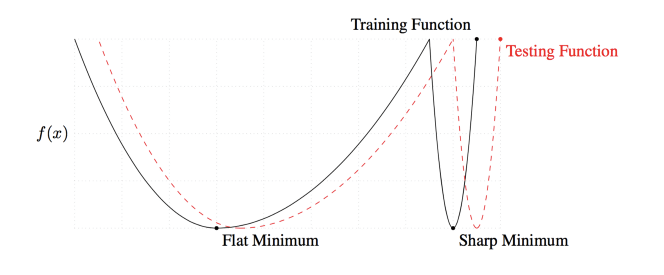 Training Function
Testing Function
f(x)
Flat Minimum
Sharp Minimum